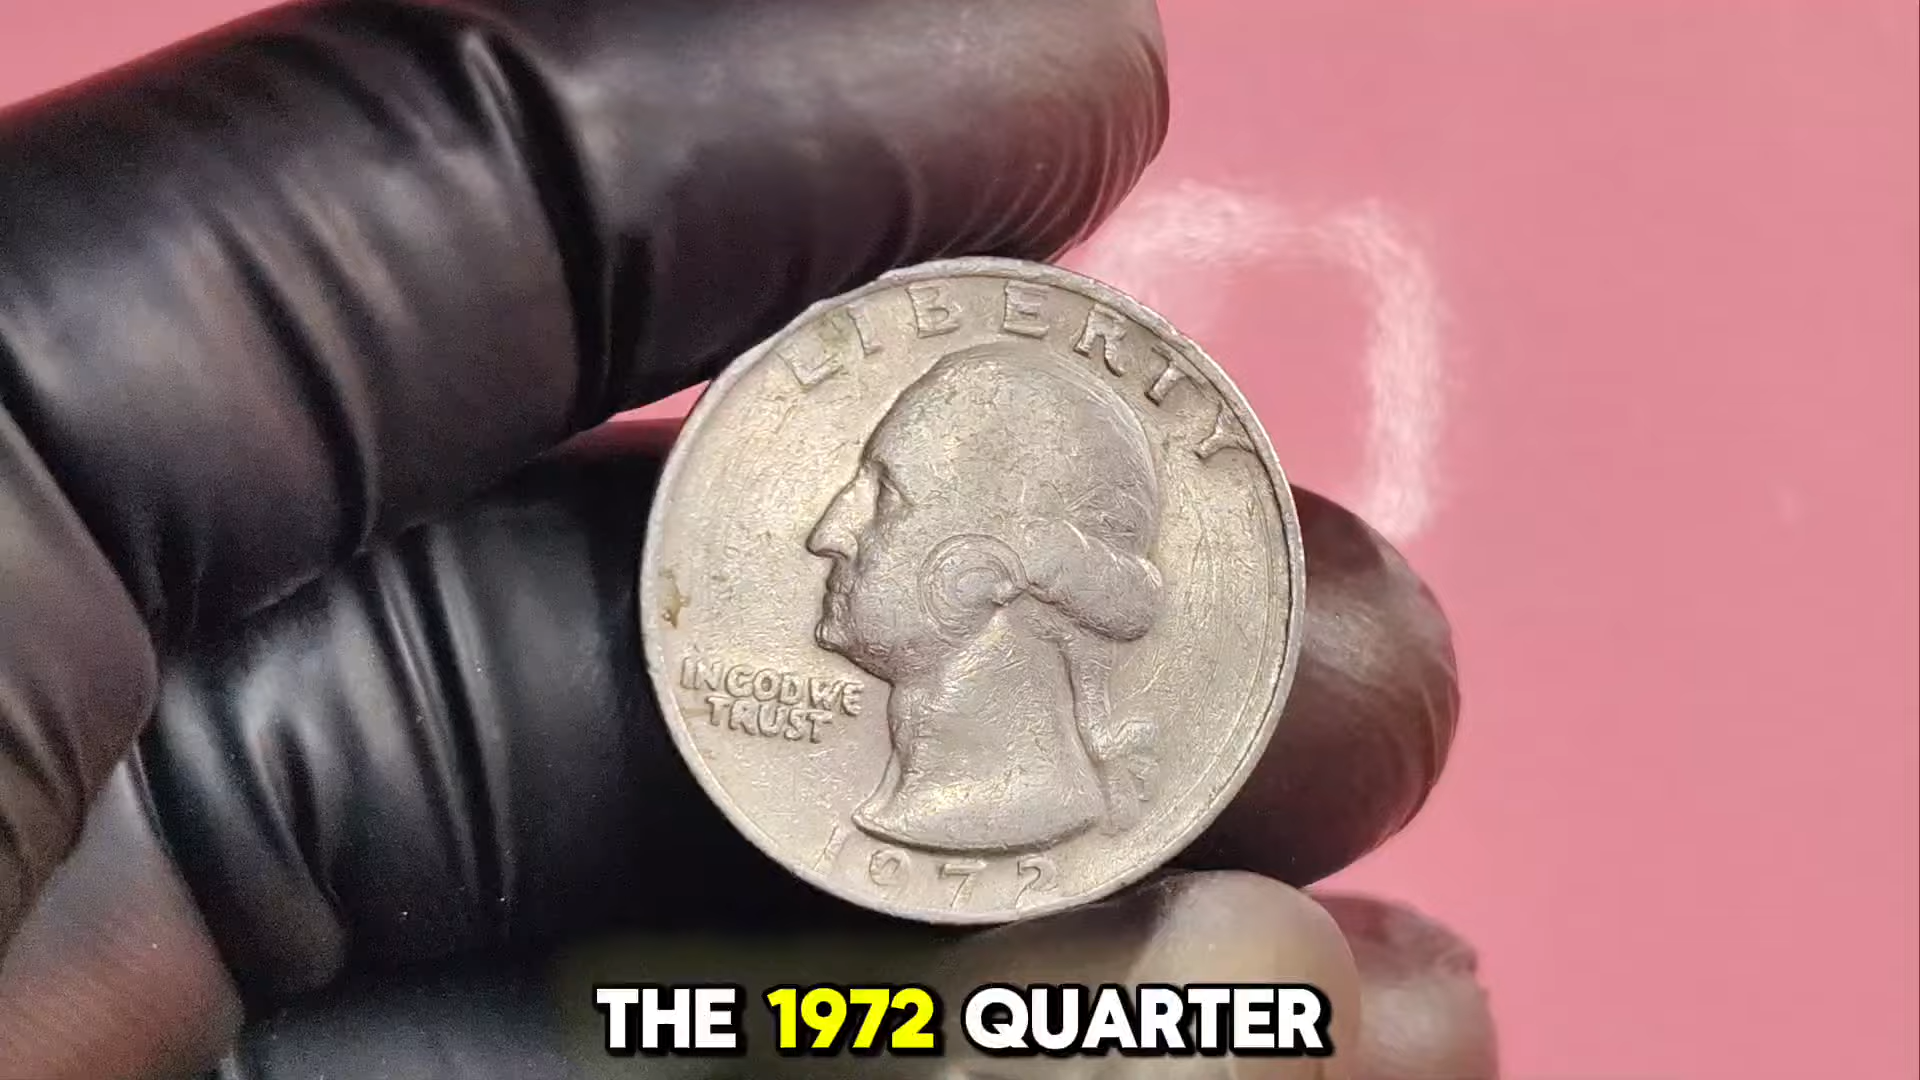 LIBERTY
IN GOD WE
TRUST
1972
THE 1972 QUARTER